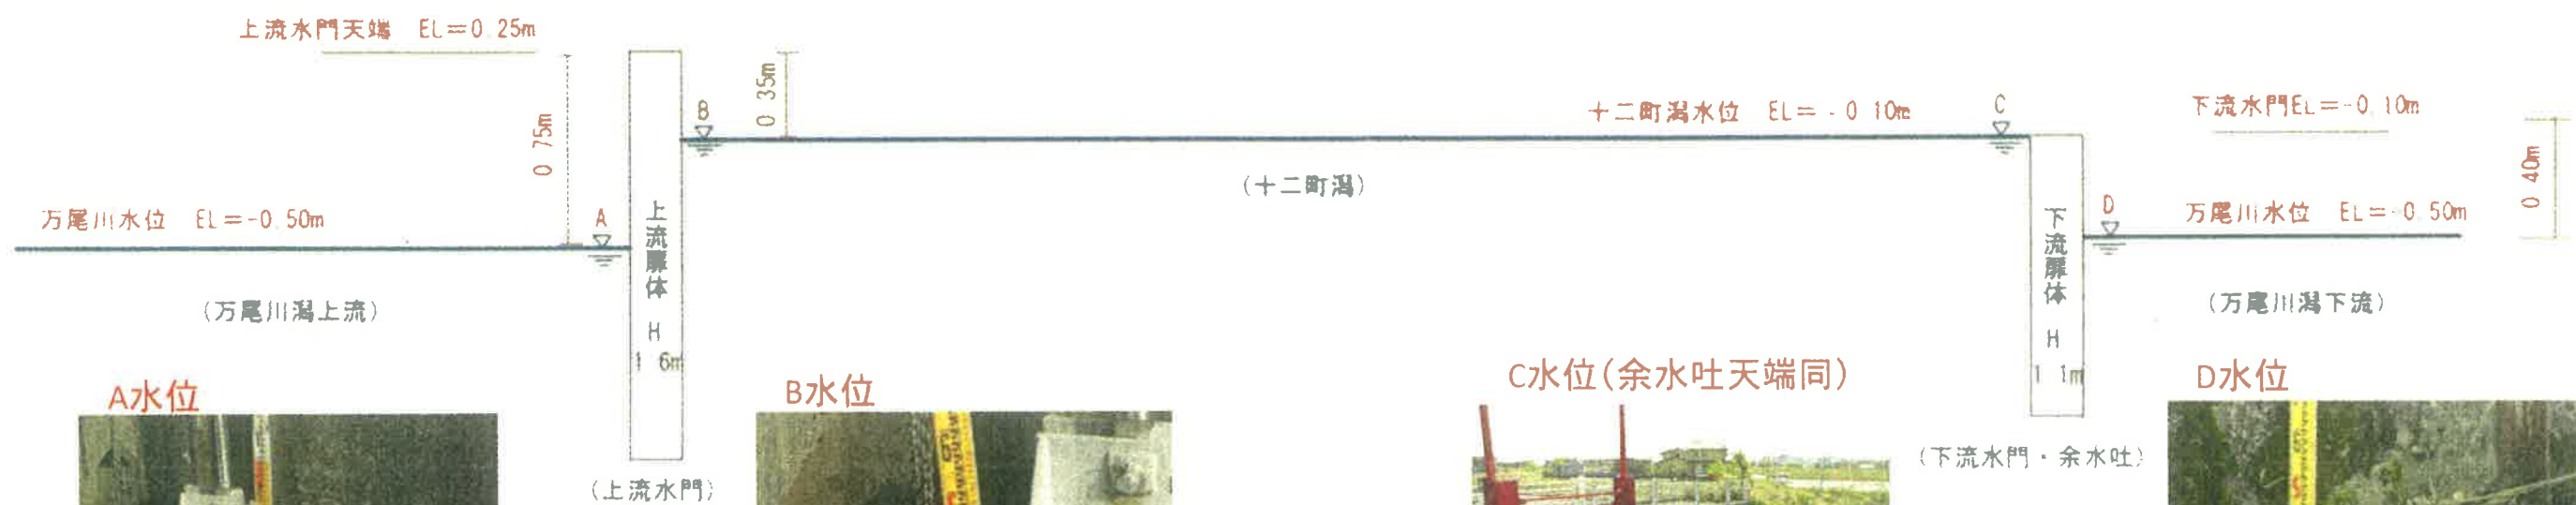 上流水門天端 EL=0.25m
0.75m
0.35m
B
十二町潟水位 EL=-0.10m
C
下流水門EL=-0.10m
0.40m
万尾川水位 EL=-0.50m
A
上流扉体 H
1.6m
(十二町潟)
下流扉体 H
1.1m
D
万尾川水位 EL=-0.50m
(万尾川潟上流)
(万尾川潟下流)
A水位
B水位
C水位(余水吐天端同)
D水位
(上流水門)
(下流水門・余水吐)